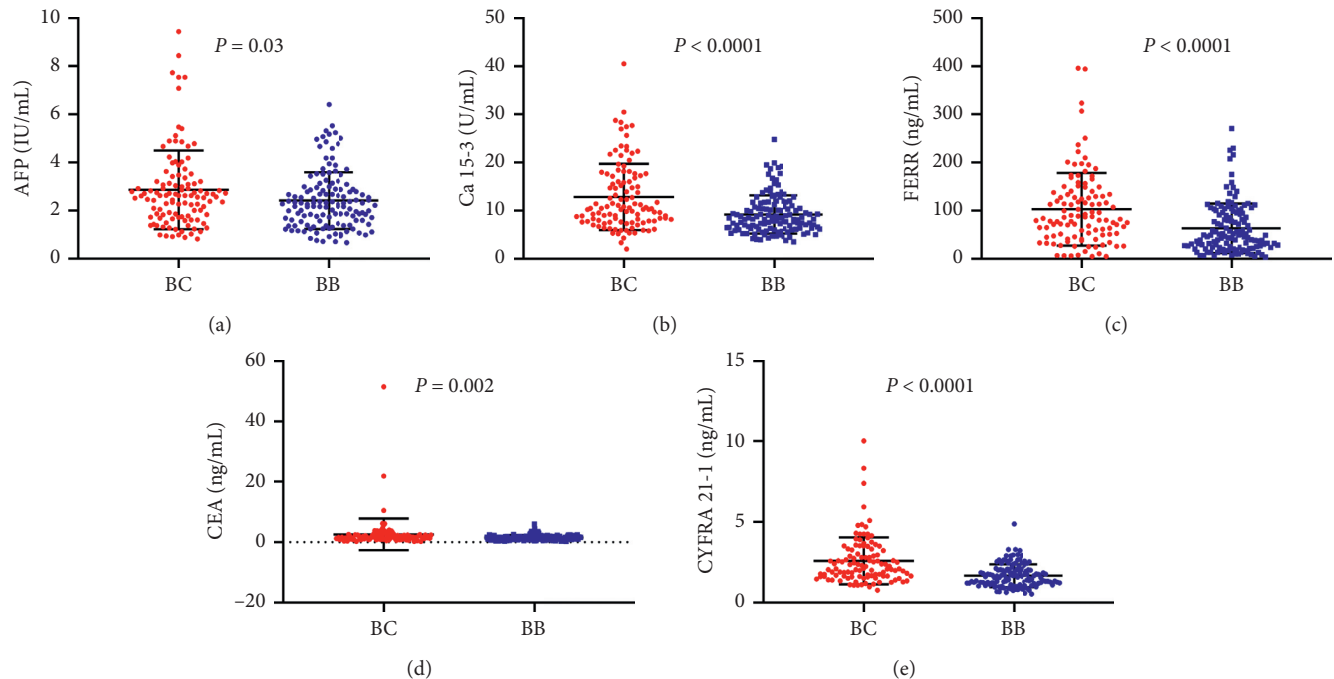 10
8
6
4
2
0
AFP (IU/mL)
P = 0.03
BC
BB
(a)
50
40
30
20
10
0
Ca 15-3 (U/mL)
P < 0.0001
BC
BB
(b)
500
400
300
200
100
0
FERR (ng/mL)
P < 0.0001
BC
BB
(c)
60
40
20
0
–20
CEA (ng/mL)
P = 0.002
BC
BB
(d)
15
10
5
0
CYFRA 21-1 (ng/mL)
P < 0.0001
BC
BB
(e)